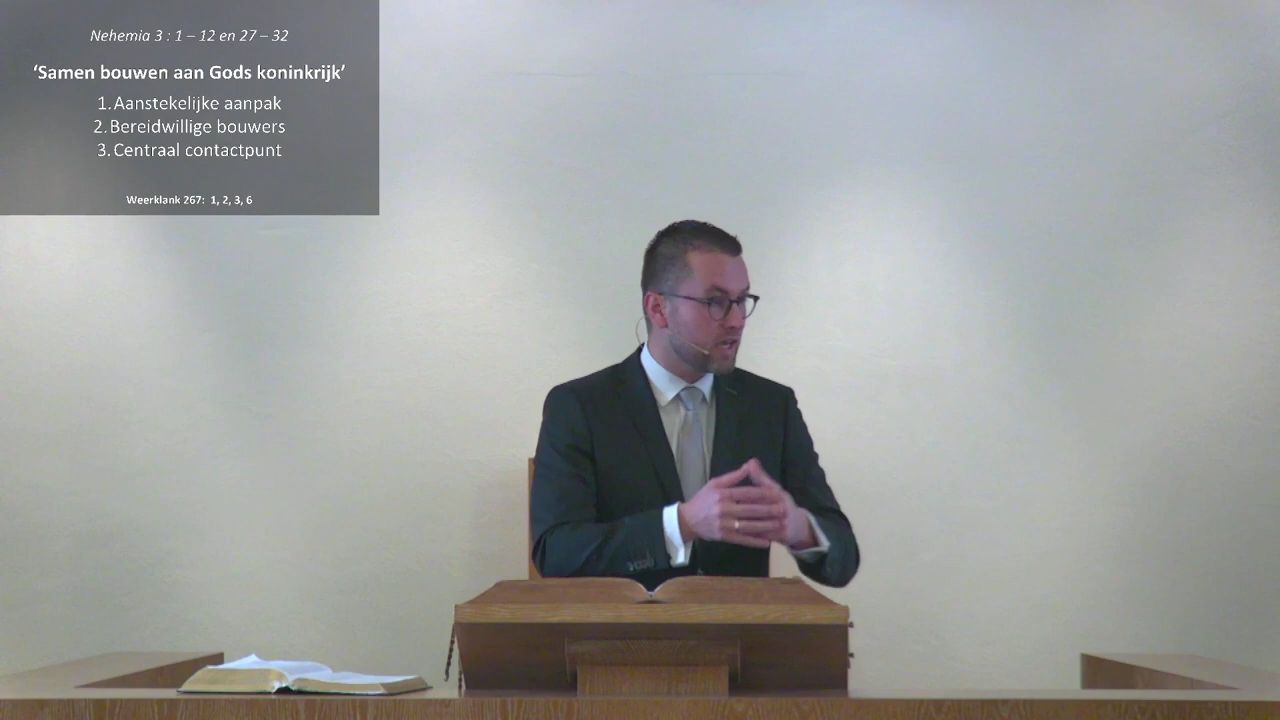 Nehemia 3 : 1 – 12 en 27 – 32
‘Samen bouwen aan Gods koninkrijk’
1. Aanstekelijke aanpak
2. Bereidwillige bouwers
3. Centraal contactpunt
Weerklank 267: 1, 2, 3, 6